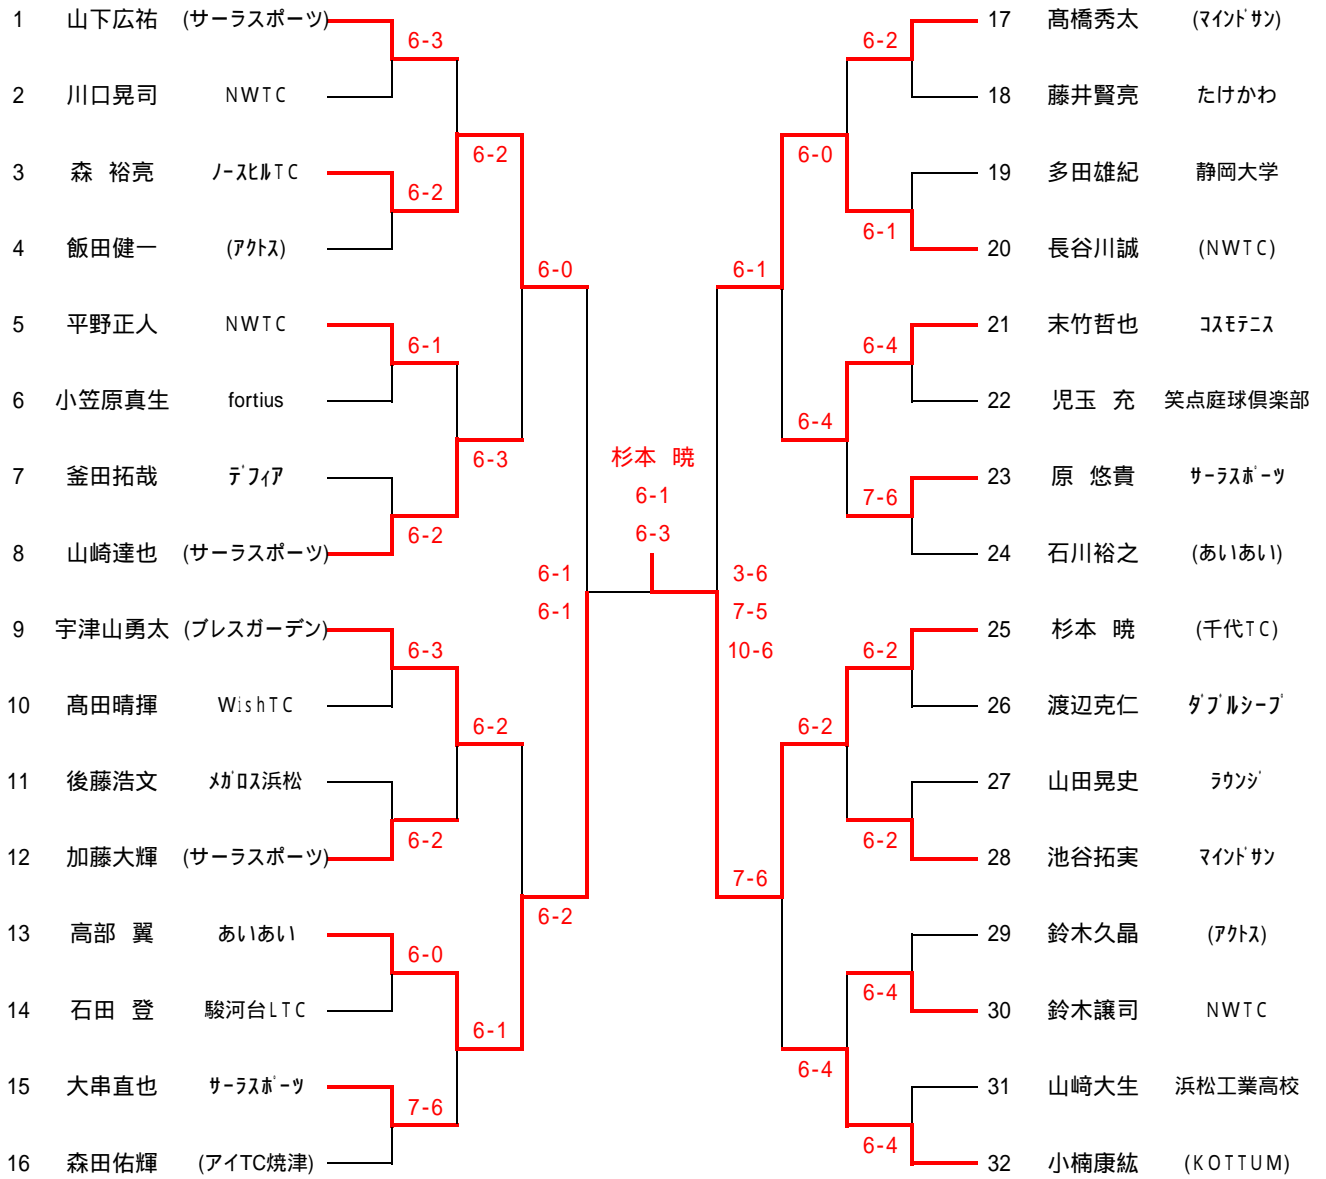 1 山下広祐 (サーラスポーツ)
6-3
2 川口晃司 NWTC
6-2
3 森 裕亮 ノースヒルTC
6-2
4 飯田健一 (アクトス)
6-0
5 平野正人 NWTC
6-1
6 小笠原真生 fortius
6-3
7 釜田拓哉 デフィア
6-2
8 山崎達也 (サーラスポーツ)
6-1
6-1
9 宇津山勇太 (ブレスガーデン)
6-3
10 髙田晴揮 WishTC
6-2
11 後藤浩文 メガロス浜松
6-2
12 加藤大輝 (サーラスポーツ)
6-2
13 高部 翼 あいあい
6-0
14 石田 登 駿河台LTC
6-1
15 大串直也 サーラスポーツ
7-6
16 森田佑輝 (アイTC焼津)
杉本 暁
6-1
6-3
17 髙橋秀太 (マインドサン)
6-2
18 藤井賢亮 たけかわ
6-0
19 多田雄紀 静岡大学
6-1
20 長谷川誠 (NWTC)
6-1
21 末竹哲也 コスモテニス
6-4
22 児玉 充 笑点庭球倶楽部
6-4
23 原 悠貴 サーラスポーツ
7-6
24 石川裕之 (あいあい)
3-6
7-5
10-6
25 杉本 暁 (千代TC)
6-2
26 渡辺克仁 ダブルシーブ
6-2
27 山田晃史 ラウンジ
6-2
28 池谷拓実 マインドサン
7-6
29 鈴木久晶 (アクトス)
6-4
30 鈴木譲司 NWTC
6-4
31 山﨑大生 浜松工業高校
6-4
32 小楠康紘 (KOTTUM)